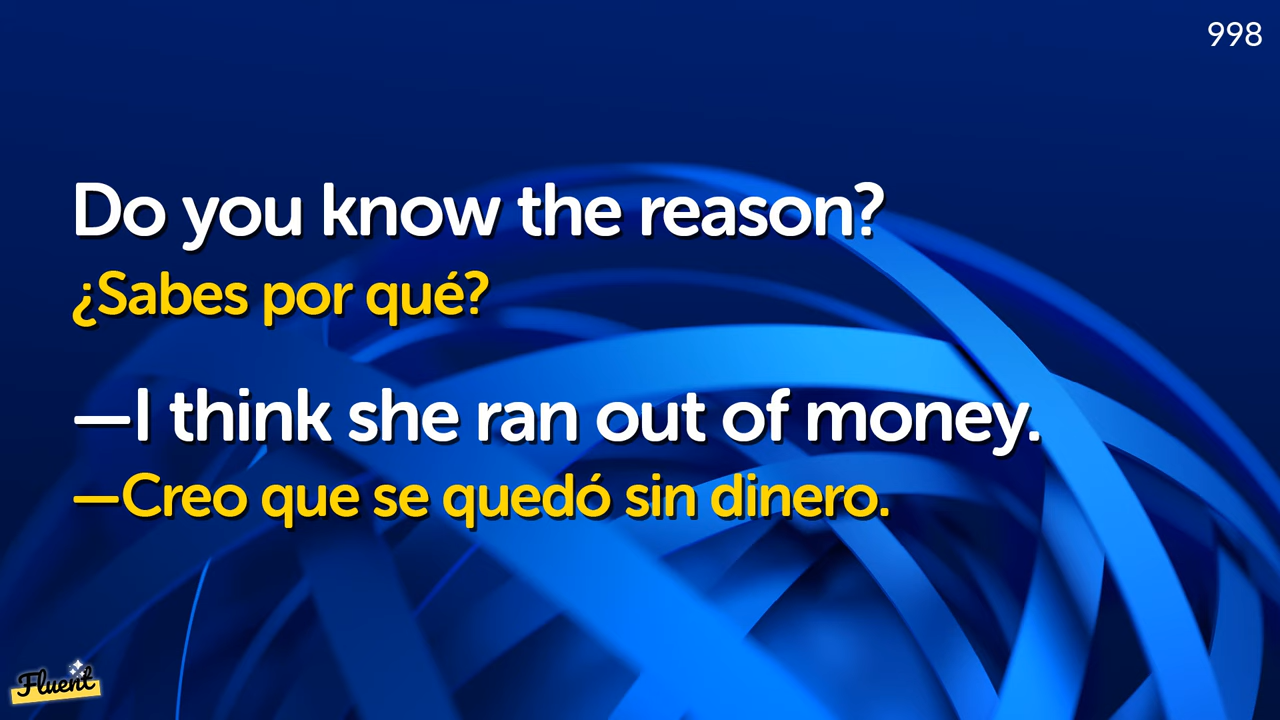 998
Do you know the reason?
¿Sabes por qué?
—I think she ran out of money.
—Creo que se quedó sin dinero.
Fluent